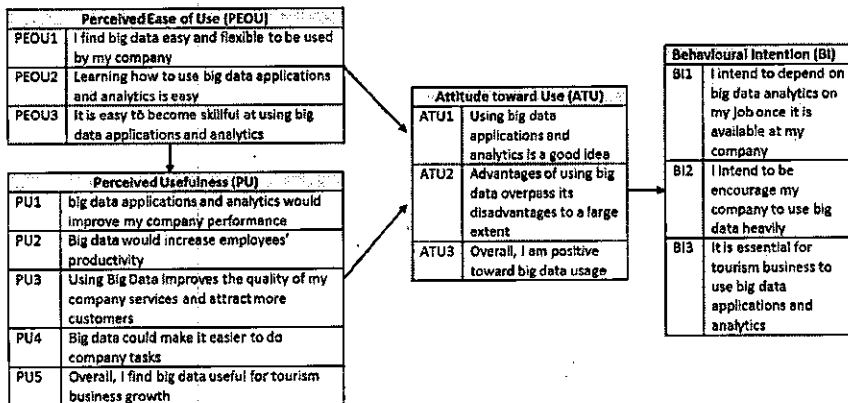 Perceived Ease of Use (PEOU)
PEOU1 I find big data easy and flexible to be used
by my company
PEOU2 Learning how to use big data applications
and analytics is easy
PEOU3 It is easy to become skillful at using big
data applications and analytics
Perceived Usefulness (PU)
PU1 big data applications and analytics would
improve my company performance
PU2 Big data would increase employees'
productivity
PU3 Using Big Data improves the quality of my
company services and attract more
customers
PU4 Big data could make it easier to do
company tasks
PU5 Overall, I find big data useful for tourism
business growth
Attitude toward Use (ATU)
ATU1 Using big data
applications and
analytics is a good idea
ATU2 Advantages of using big
data overpass its
disadvantages to a large
extent
ATU3 Overall, I am positive
toward big data usage
Behavioural Intention (BI)
BI1 I intend to depend on
big data analytics on
my job once it is
available at my
company
BI2 I intend to be
encourage my
company to use big
data heavily
BI3 It is essential for
tourism business to
use big data
applications and
analytics